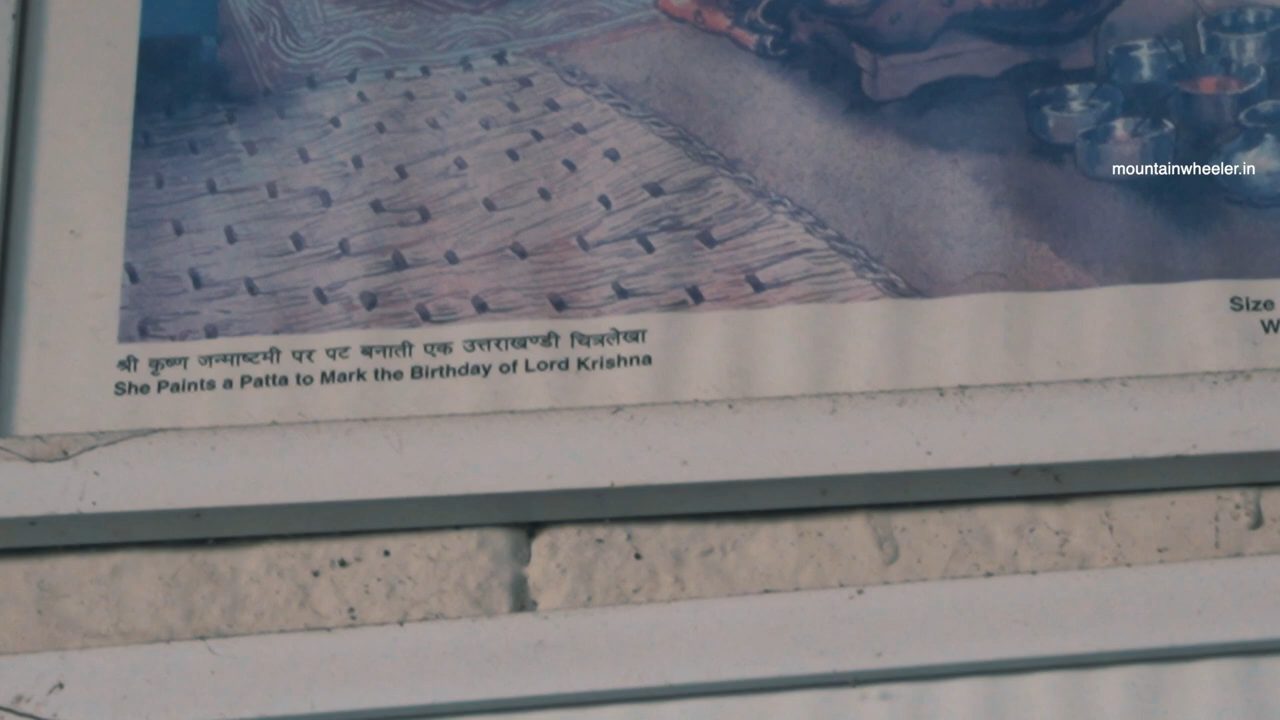 mountainwheeler.in
श्री कृष्ण जन्माष्टमी पर पट बनाती एक उत्तराखण्डी चित्रलेखा
She Paints a Patta to Mark the Birthday of Lord Krishna
Size
W